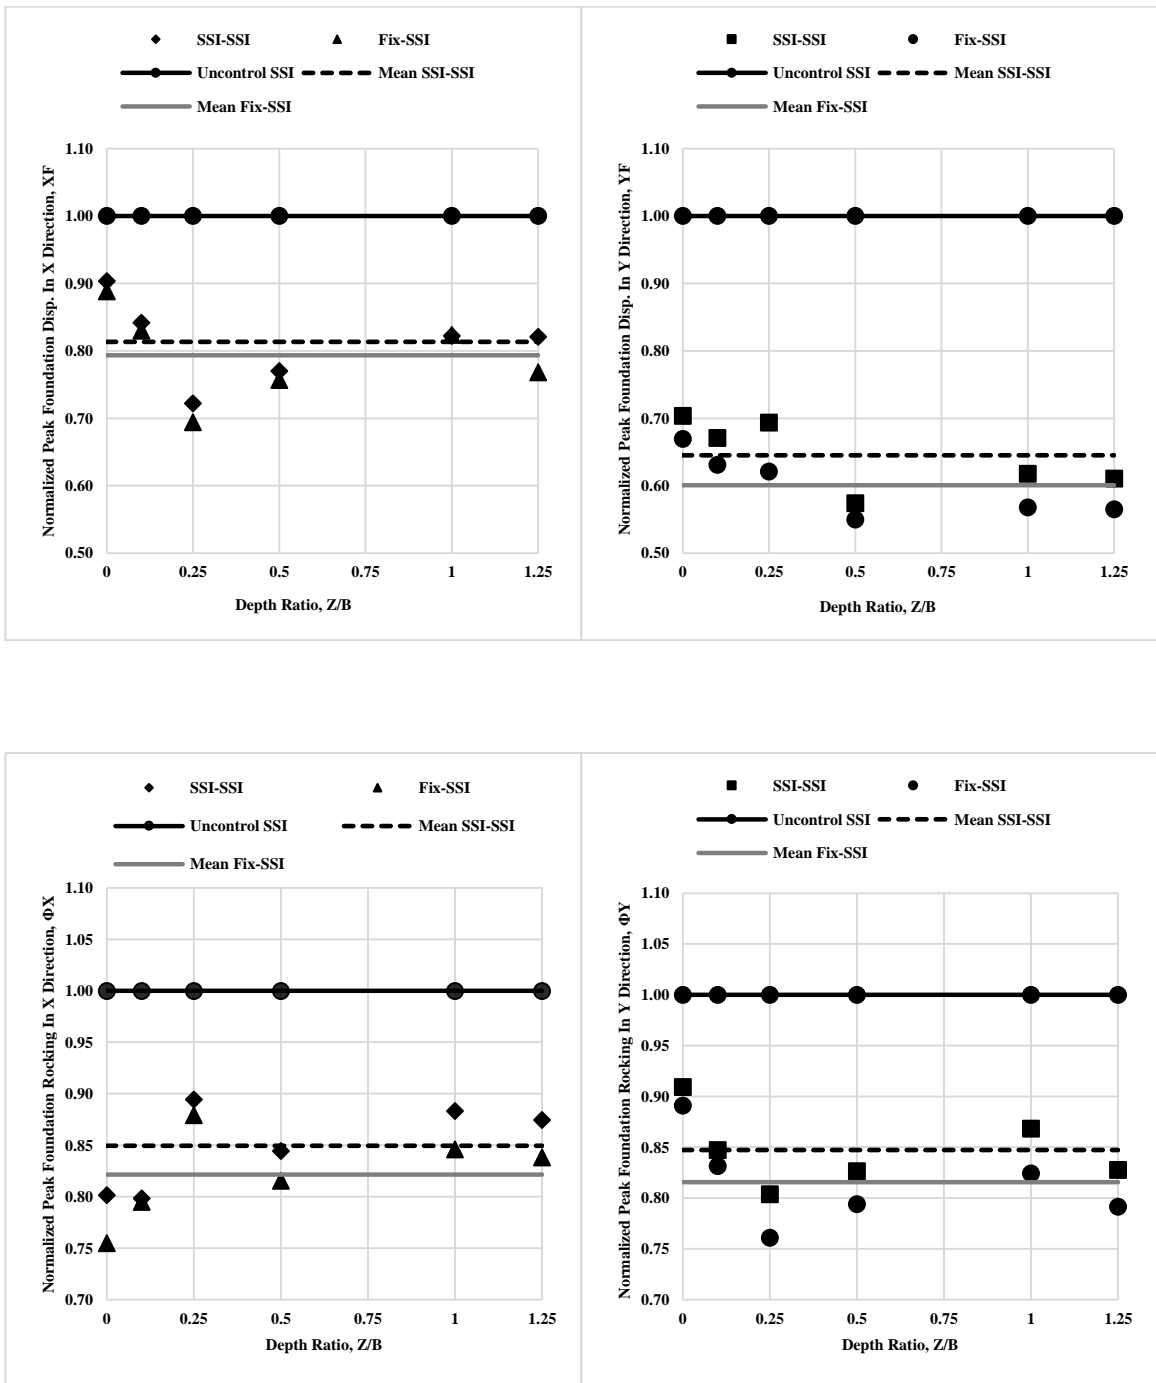 SSI-SSI Fix-SSI
Uncontrol SSI Mean SSI-SSI
Mean Fix-SSI
Normalized Peak Foundation Disp. In X Direction, XF
1.10
1.00
0.90
0.80
0.70
0.60
0.50
0 0.25 0.5 0.75 1 1.25
Depth Ratio, Z/B
SSI-SSI Fix-SSI
Uncontrol SSI Mean SSI-SSI
Mean Fix-SSI
Normalized Peak Foundation Disp. In Y Direction, YF
1.10
1.00
0.90
0.80
0.70
0.60
0.50
0 0.25 0.5 0.75 1 1.25
Depth Ratio, Z/B
SSI-SSI Fix-SSI
Uncontrol SSI Mean SSI-SSI
Mean Fix-SSI
Normalized Peak Foundation Rocking In X Direction, ΦX
1.10
1.05
1.00
0.95
0.90
0.85
0.80
0.75
0.70
0 0.25 0.5 0.75 1 1.25
Depth Ratio, Z/B
SSI-SSI Fix-SSI
Uncontrol SSI Mean SSI-SSI
Mean Fix-SSI
Normalized Peak Foundation Rocking In Y Direction, ΦY
1.10
1.05
1.00
0.95
0.90
0.85
0.80
0.75
0.70
0 0.25 0.5 0.75 1 1.25
Depth Ratio, Z/B